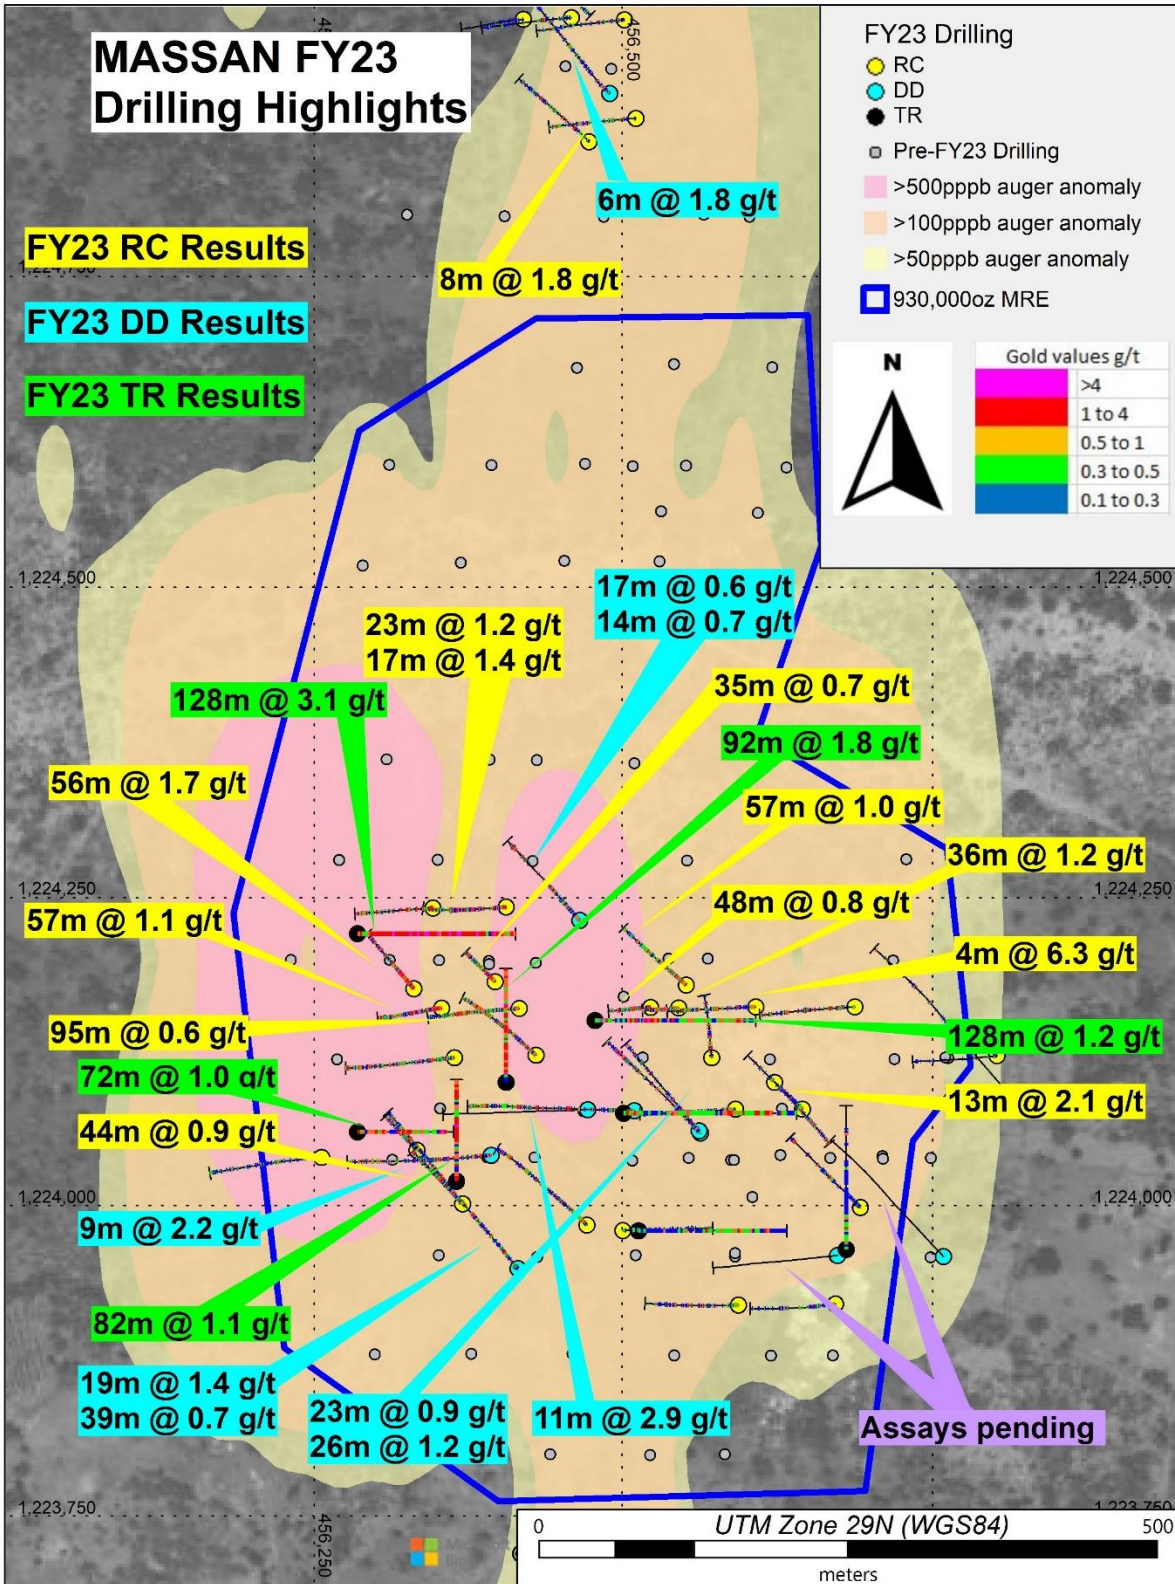 MASSAN FY23
Drilling Highlights
456,500
FY23 Drilling
RC
DD
TR
Pre-FY23 Drilling
>500pppb auger anomaly
>100pppb auger anomaly
>50pppb auger anomaly
930,000oz MRE
N
Gold values g/t
>4
1 to 4
0.5 to 1
0.3 to 0.5
0.1 to 0.3
6m @ 1.8 g/t
FY23 RC Results
8m @ 1.8 g/t
FY23 DD Results
FY23 TR Results
1,224,500
1,224,500
17m @ 0.6 g/t
14m @ 0.7 g/t
23m @ 1.2 g/t
17m @ 1.4 g/t
128m @ 3.1 g/t
35m @ 0.7 g/t
92m @ 1.8 g/t
56m @ 1.7 g/t
57m @ 1.0 g/t
36m @ 1.2 g/t
1,224,250
1,224,250
48m @ 0.8 g/t
57m @ 1.1 g/t
4m @ 6.3 g/t
95m @ 0.6 g/t
128m @ 1.2 g/t
72m @ 1.0 g/t
13m @ 2.1 g/t
44m @ 0.9 g/t
1,224,000
1,224,000
9m @ 2.2 g/t
82m @ 1.1 g/t
19m @ 1.4 g/t
39m @ 0.7 g/t
23m @ 0.9 g/t
26m @ 1.2 g/t
11m @ 2.9 g/t
Assays pending
1,223,750
456,250
0
UTM Zone 29N (WGS84)
500
meters